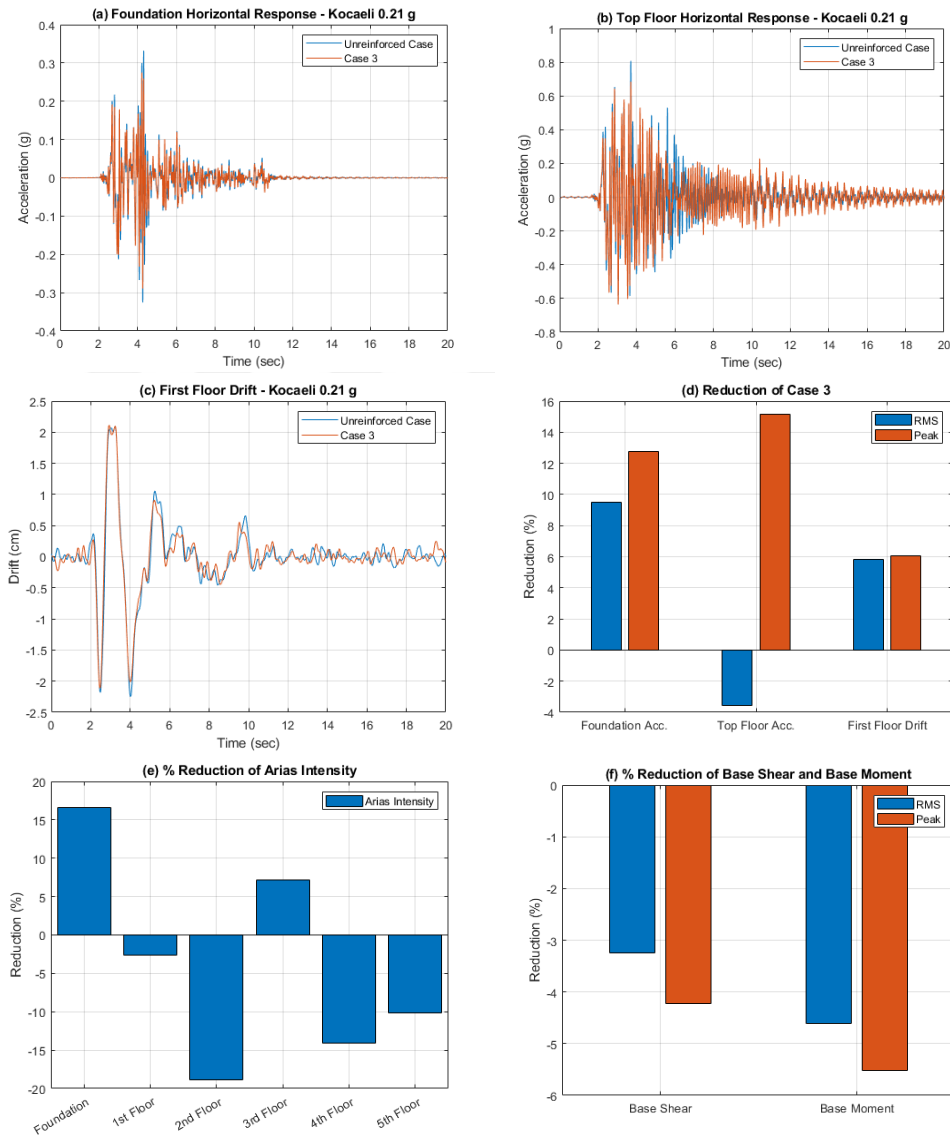 (a) Foundation Horizontal Response - Kocaeli 0.21 g
Unreinforced Case
Case 3
0.4
0.3
0.2
0.1
0
-0.1
-0.2
-0.3
-0.4
Acceleration (g)
0 2 4 6 8 10 12 14 16 18 20
Time (sec)
(b) Top Floor Horizontal Response - Kocaeli 0.21 g
Unreinforced Case
Case 3
1
0.8
0.6
0.4
0.2
0
-0.2
-0.4
-0.6
-0.8
Acceleration (g)
0 2 4 6 8 10 12 14 16 18 20
Time (sec)
(c) First Floor Drift - Kocaeli 0.21 g
Unreinforced Case
Case 3
2.5
2
1.5
1
0.5
0
-0.5
-1
-1.5
-2
-2.5
Drift (cm)
0 2 4 6 8 10 12 14 16 18 20
Time (sec)
(d) Reduction of Case 3
RMS
Peak
16
14
12
10
8
6
4
2
0
-2
-4
Reduction (%)
Foundation Acc. Top Floor Acc. First Floor Drift
(e) % Reduction of Arias Intensity
Arias Intensity
20
15
10
5
0
-5
-10
-15
-20
Reduction (%)
Foundation 1st Floor 2nd Floor 3rd Floor 4th Floor 5th Floor
(f) % Reduction of Base Shear and Base Moment
RMS
Peak
0
-1
-2
-3
-4
-5
-6
Reduction (%)
Base Shear Base Moment